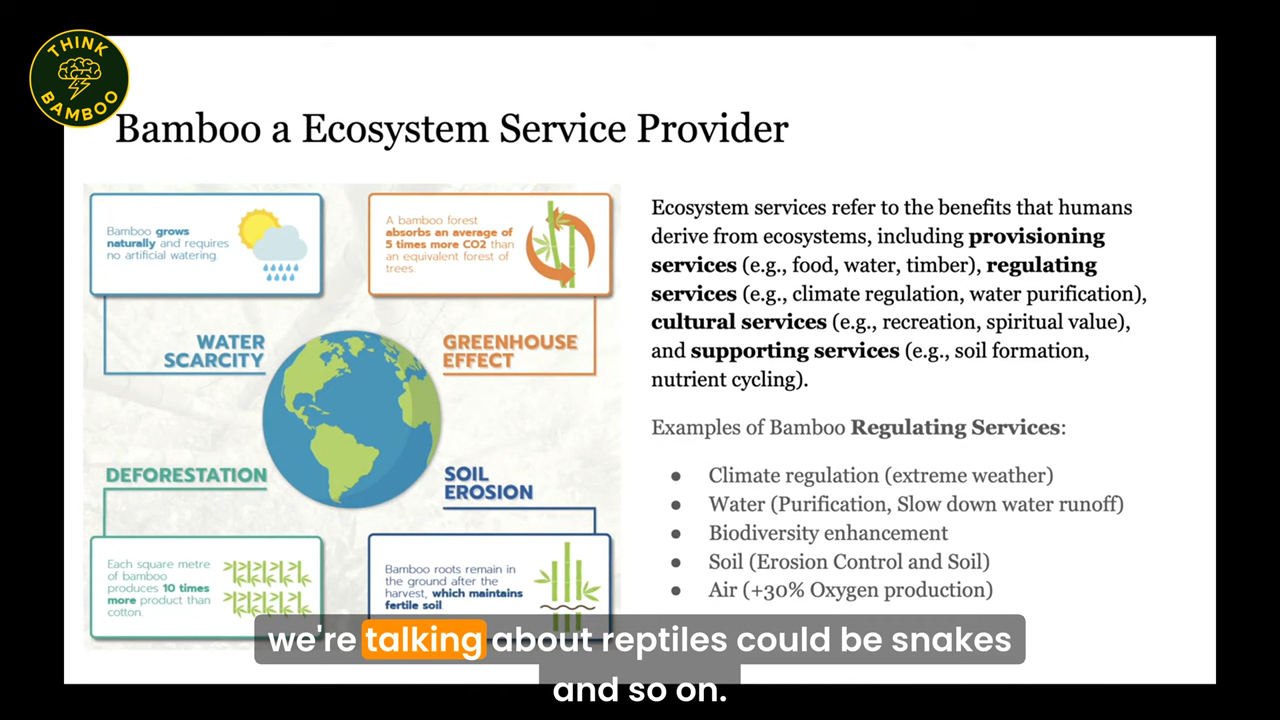 THINK
BAMBOO
Bamboo a Ecosystem Service Provider
Bamboo grows
naturally and requires
no artificial watering.
A bamboo forest
absorbs an average of
5 times more CO2 than
an equivalent forest of
trees.
WATER
SCARCITY
GREENHOUSE
EFFECT
DEFORESTATION
SOIL
EROSION
Each square metre
of bamboo
produces 10 times
more product than
cotton.
Bamboo roots remain in
the ground after the
harvest, which maintains
fertile soil.
Ecosystem services refer to the benefits that humans
derive from ecosystems, including provisioning
services (e.g., food, water, timber), regulating
services (e.g., climate regulation, water purification),
cultural services (e.g., recreation, spiritual value),
and supporting services (e.g., soil formation,
nutrient cycling).
Examples of Bamboo Regulating Services:
● Climate regulation (extreme weather)
● Water (Purification, Slow down water runoff)
● Biodiversity enhancement
● Soil (Erosion Control and Soil)
● Air (+30% Oxygen production)
we're talking about reptiles could be snakes
and so on.